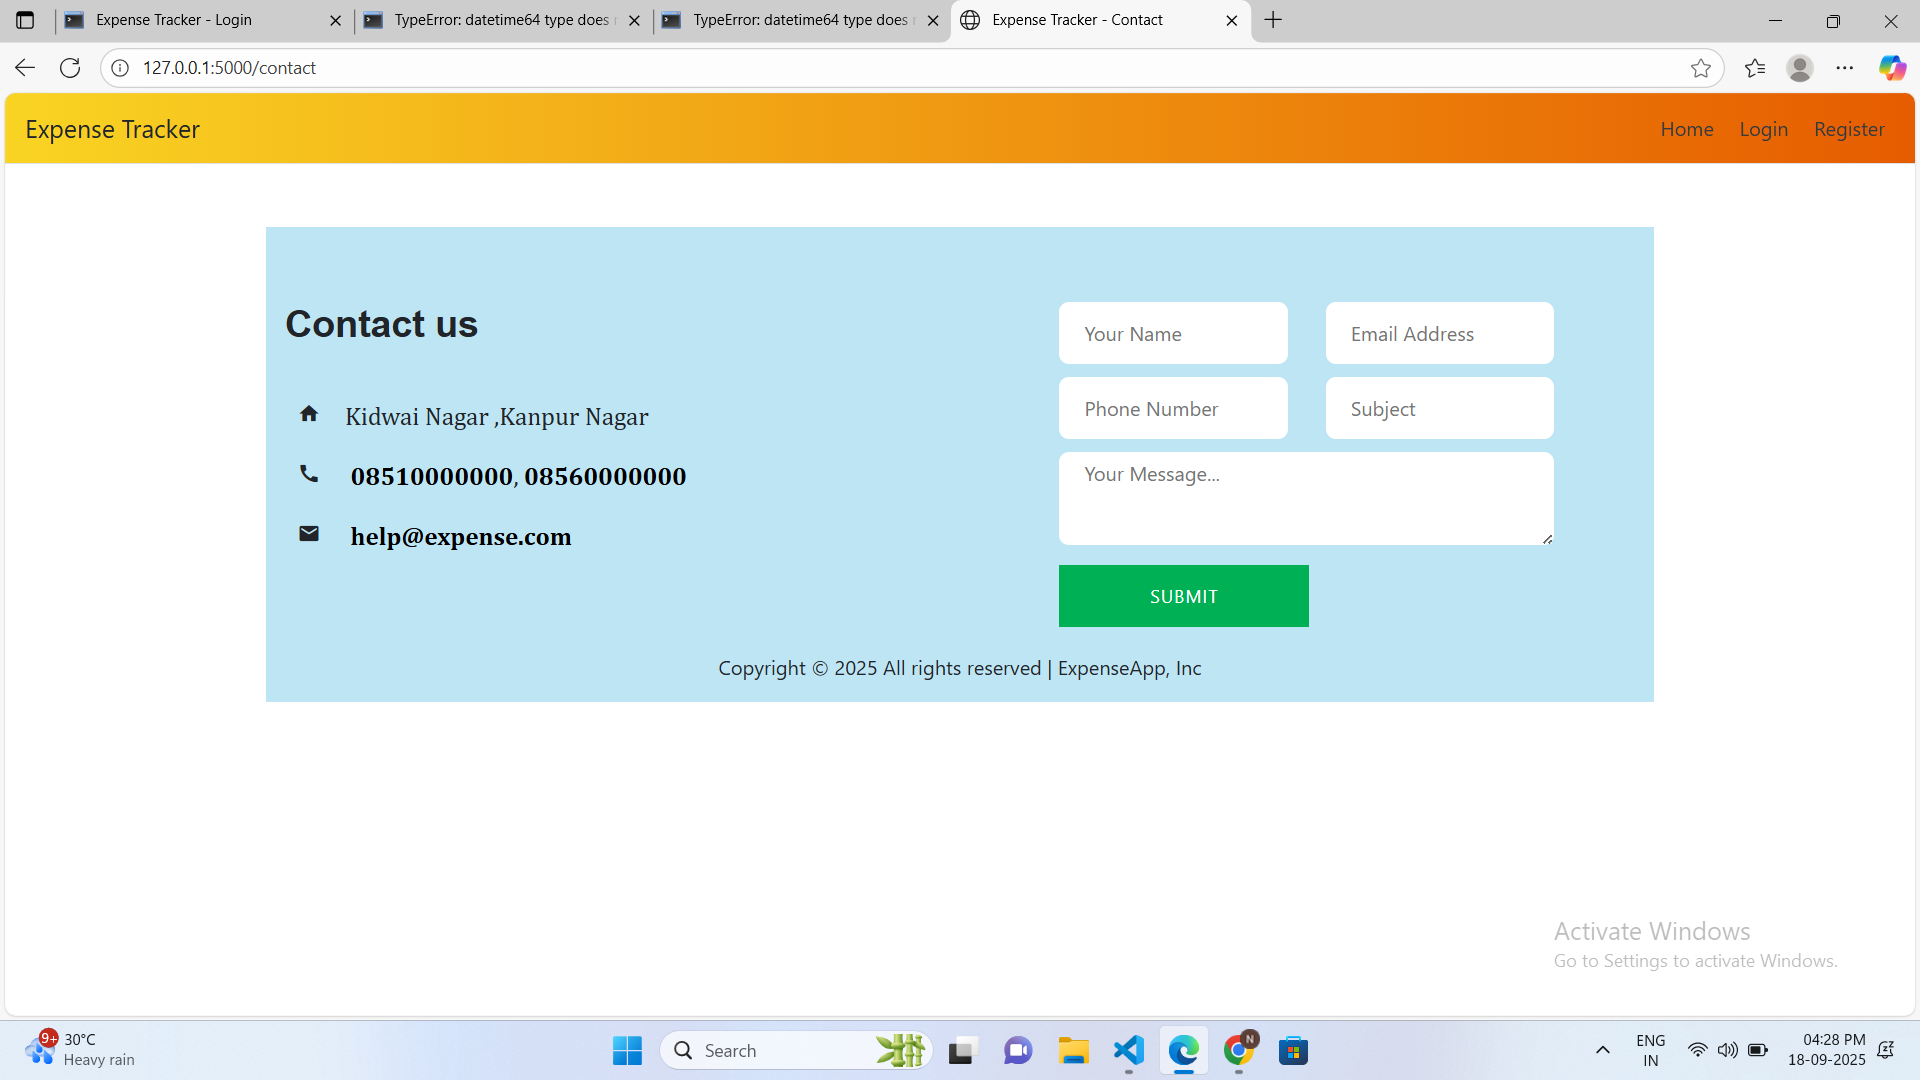 Expense Tracker - Login
TypeError: datetime64 type does
TypeError: datetime64 type does
Expense Tracker - Contact
127.0.0.1:5000/contact
Expense Tracker
Home
Login
Register
Contact us
Kidwai Nagar ,Kanpur Nagar
08510000000, 08560000000
help@expense.com
Your Name
Email Address
Phone Number
Subject
Your Message...
SUBMIT
Copyright © 2025 All rights reserved | ExpenseApp, Inc
Activate Windows
Go to Settings to activate Windows.
9+
30°C
Heavy rain
Search
N
ENG
IN
04:28 PM
18-09-2025